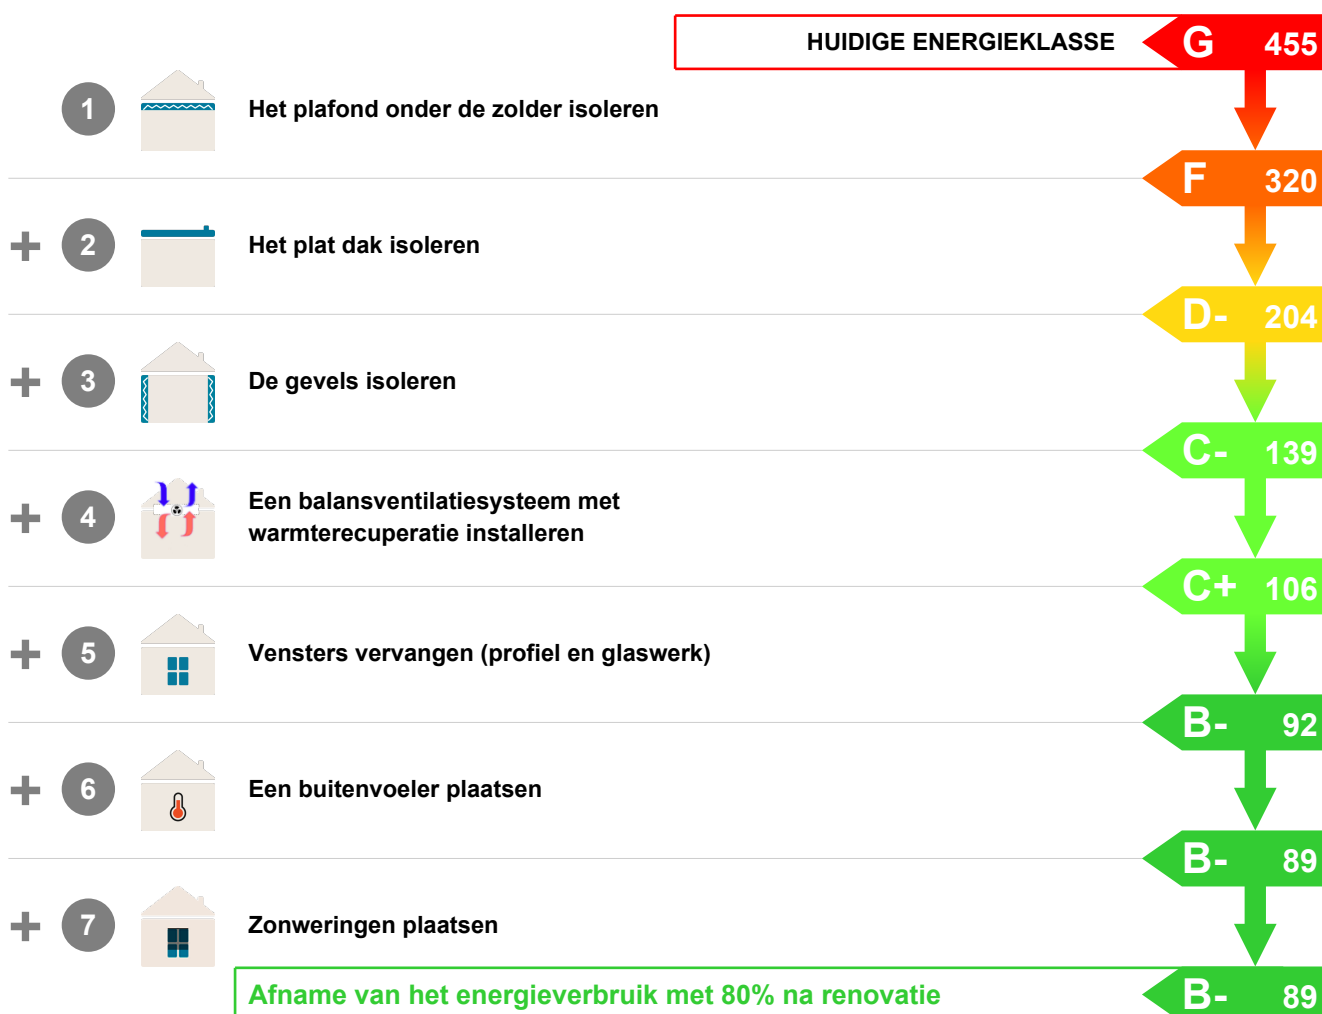 HUIDIGE ENERGIEKLASSE G 455
1 Het plafond onder de zolder isoleren
F 320
+ 2 Het plat dak isoleren
D- 204
+ 3 De gevels isoleren
C- 139
+ 4 Een balansventilatiesysteem met
warmterecuperatie installeren
C+ 106
+ 5 Vensters vervangen (profiel en glaswerk)
B- 92
+ 6 Een buitenvoeler plaatsen
B- 89
+ 7 Zonweringen plaatsen
Afname van het energieverbruik met 80% na renovatie B- 89